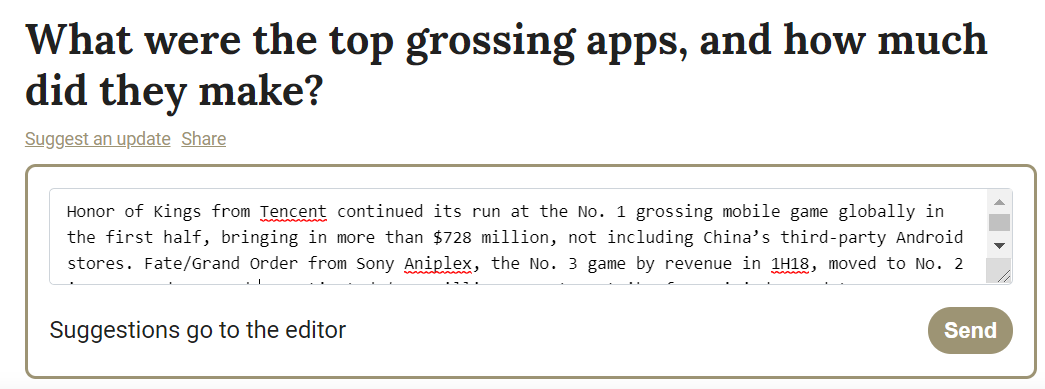 What were the top grossing apps, and how much
did they make?
Suggest an update Share
Honor of Kings from Tencent continued its run at the No. 1 grossing mobile game globally in
the first half, bringing in more than $728 million, not including China’s third-party Android
stores. Fate/Grand Order from Sony Aniplex, the No. 3 game by revenue in 1H18, moved to No. 2
Suggestions go to the editor
Send